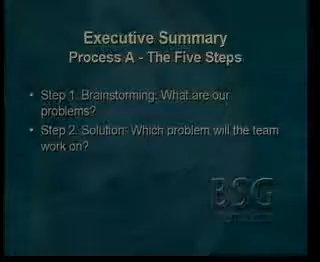 Executive Summary
Process A - The Five Steps
• Step 1. Brainstorming: What are our
problems?
• Step 2. Solution: Which problem will the team
work on?
BSG